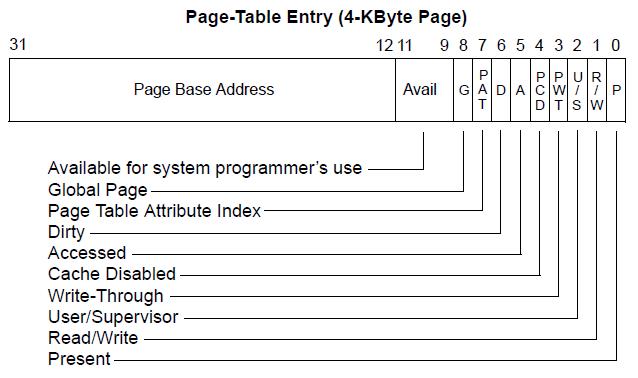 Page-Table Entry (4-KByte Page)
31 12 11 9 8 7 6 5 4 3 2 1 0
Page Base Address Avail G PAT D A PCD PWT U/S R/W P
Available for system programmer's use
Global Page
Page Table Attribute Index
Dirty
Accessed
Cache Disabled
Write-Through
User/Supervisor
Read/Write
Present